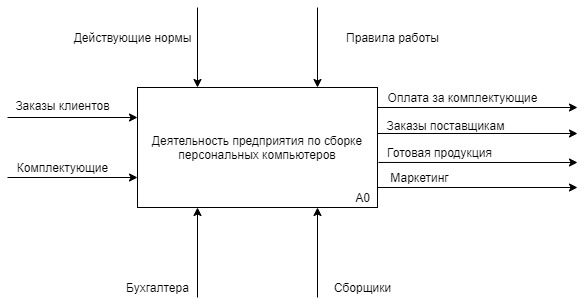 Действующие нормы
Правила работы
Заказы клиентов
Оплата за комплектующие
Заказы поставщикам
Деятельность предприятия по сборке
персональных компьютеров
Готовая продукция
Комплектующие
Маркетинг
A0
Бухгалтера
Сборщики